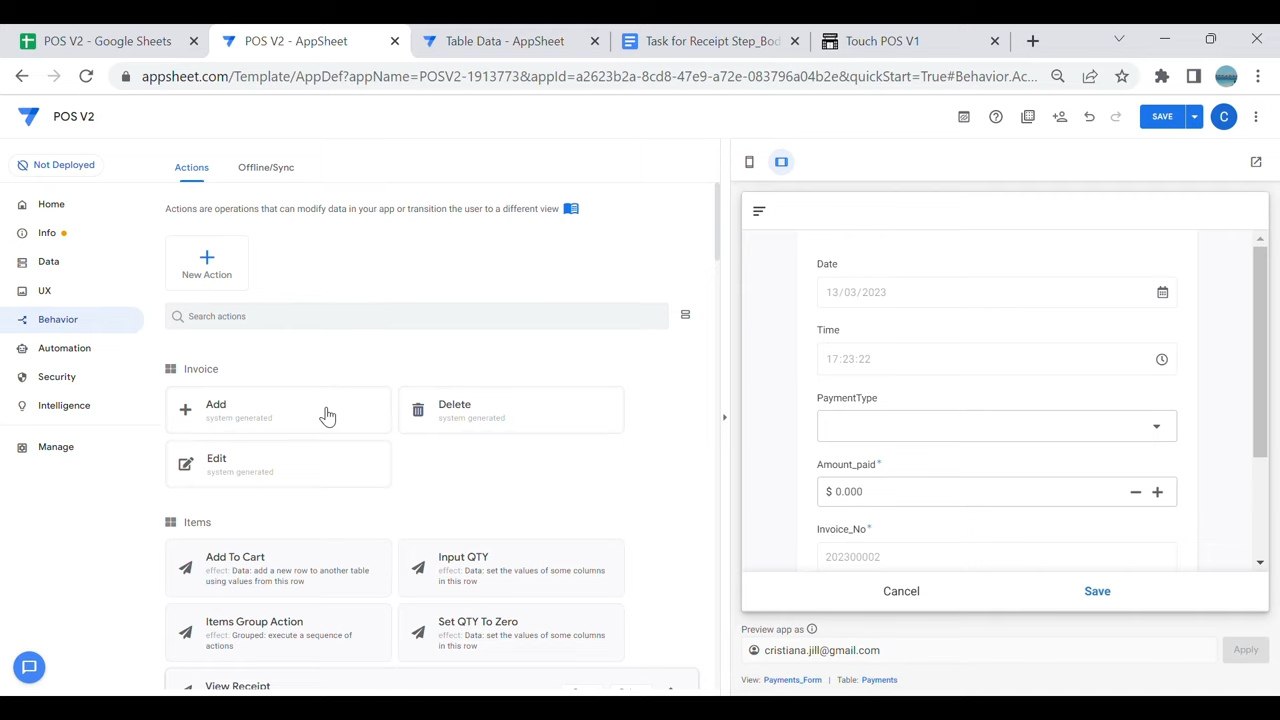 POS V2 - Google Sheets
POS V2 - AppSheet
Table Data - AppSheet
Task for Receipt Step_Bod
Touch POS V1
appsheet.com/Template/AppDef?appName=POSV2-1913773&appId=a2623b2a-8cd8-47e9-a72e-083796a04b2e&quickStart=True#Behavior.Ac...
POS V2
SAVE
C
Not Deployed
Home
Info
Data
UX
Behavior
Automation
Security
Intelligence
Manage
Actions
Offline/Sync
Actions are operations that can modify data in your app or transition the user to a different view
New Action
Search actions
Invoice
Add
system generated
Delete
system generated
Edit
system generated
Items
Add To Cart
effect: Data: add a new row to another table
using values from this row
Input QTY
effect: Data: set the values of some columns
in this row
Items Group Action
effect: Grouped: execute a sequence of
actions
Set QTY To Zero
effect: Data: set the values of some columns
in this row
View Receipt
Date
13/03/2023
Time
17:23:22
PaymentType
Amount_paid*
$ 0.000
Invoice_No*
202300002
Cancel
Save
Preview app as
cristiana.jill@gmail.com
Apply
View: Payments_Form | Table: Payments